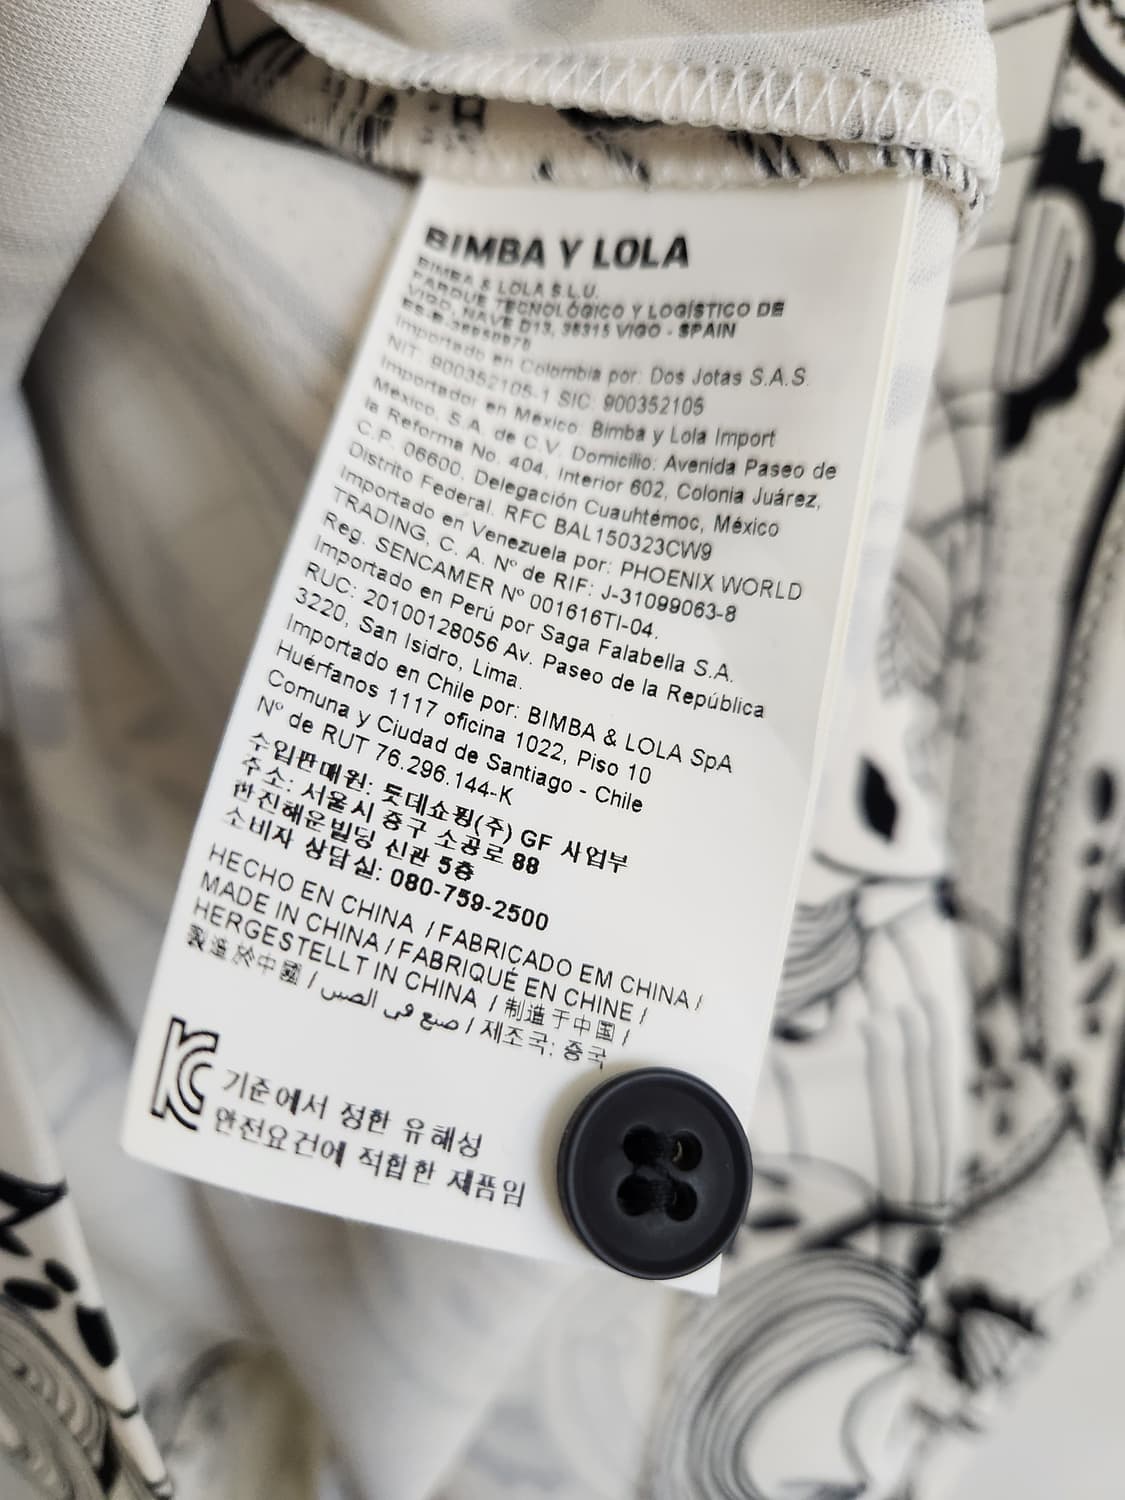 BIMBA Y LOLA
BIMBA & LOLA S.L.U.
PARQUE TECNOLÓGICO Y LOGÍSTICO DE
VIGO, NAVE D13, 36315 VIGO - SPAIN
Importado en Colombia por: Dos Jotas S.A.S.
NIT: 900352105-1 SIC: 900352105
Importador en México: Bimba y Lola Import
México, S.A. de C.V. Domicilio: Avenida Paseo de
la Reforma No. 404, Interior 602, Colonia Juárez,
C.P. 06600, Delegación Cuauhtémoc, México
Distrito Federal. RFC BAL150323CW9
Importado en Venezuela por: PHOENIX WORLD
TRADING, C. A. Nº de RIF: J-31099063-8
Reg. SENCAMER Nº 001616TI-04.
Importado en Perú por Saga Falabella S.A.
RUC: 20100128056 Av. Paseo de la República
3220, San Isidro, Lima.
Importado en Chile por: BIMBA & LOLA SpA
Huérfanos 1117 oficina 1022, Piso 10
Comuna y Ciudad de Santiago - Chile
Nº de RUT 76.296.144-K
수입판매원: 롯데쇼핑(주) GF 사업부
주소: 서울시 중구 소공로 88
한진해운빌딩 신관 5층
소비자 상담실: 080-759-2500
HECHO EN CHINA / FABRICADO EM CHINA /
MADE IN CHINA / FABRIQUÉ EN CHINE /
HERGESTELLT IN CHINA / 制造于中国 /
製造於中國 / صنع في الصين / 제조국: 중국
KC 기준에서 정한 유해성
안전요건에 적합한 제품임